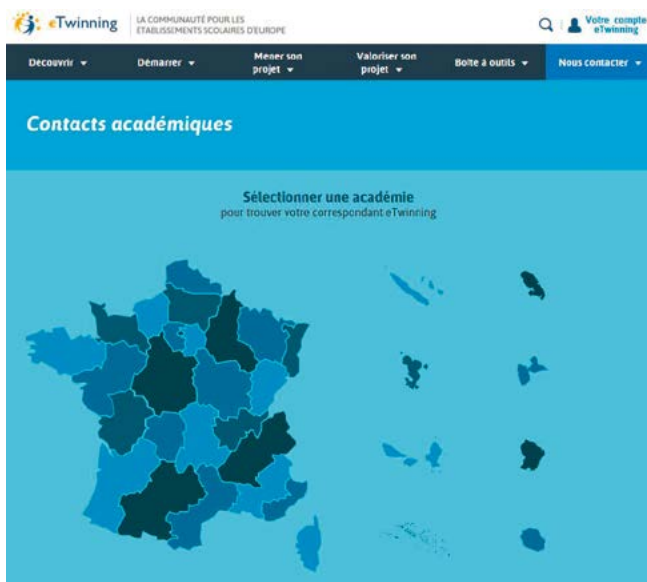 eTwinning
LA COMMUNAUTÉ POUR LES
ÉTABLISSEMENTS SCOLAIRES D'EUROPE
Votre compte
eTwinning
Découvrir
Démarrer
Mener son
projet
Valoriser son
projet
Boîte à outils
Nous contacter
Contacts académiques
Sélectionner une académie
pour trouver votre correspondant eTwinning